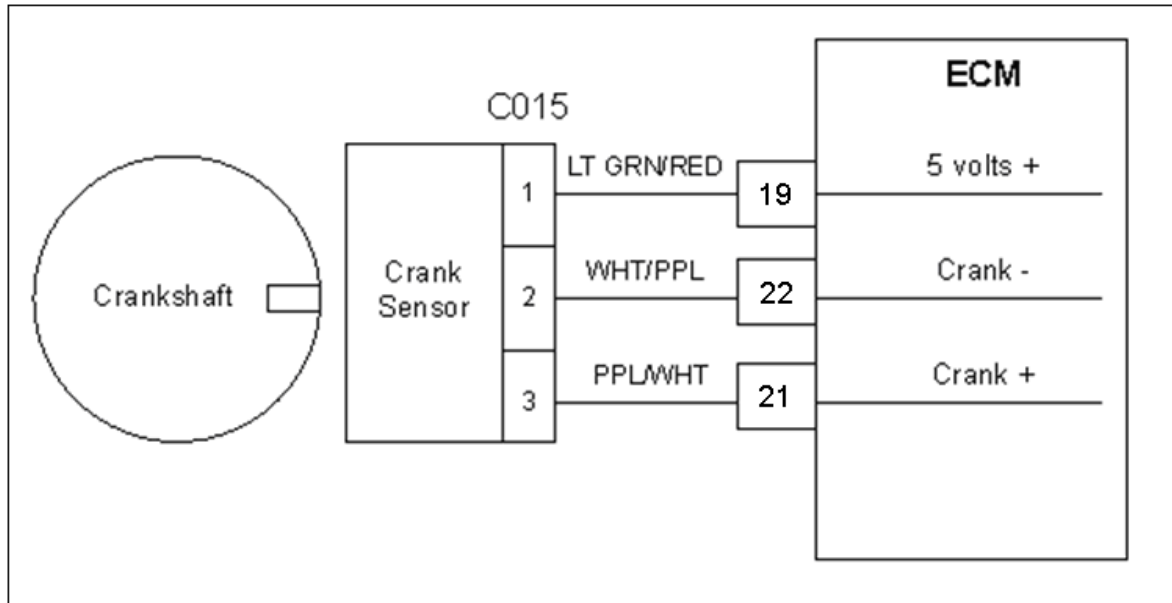 ECM
C015
LT GRN/RED
5 volts +
1
19
Crankshaft
Crank
Sensor
WHT/PPL
Crank -
2
22
PPL/WHT
Crank +
3
21